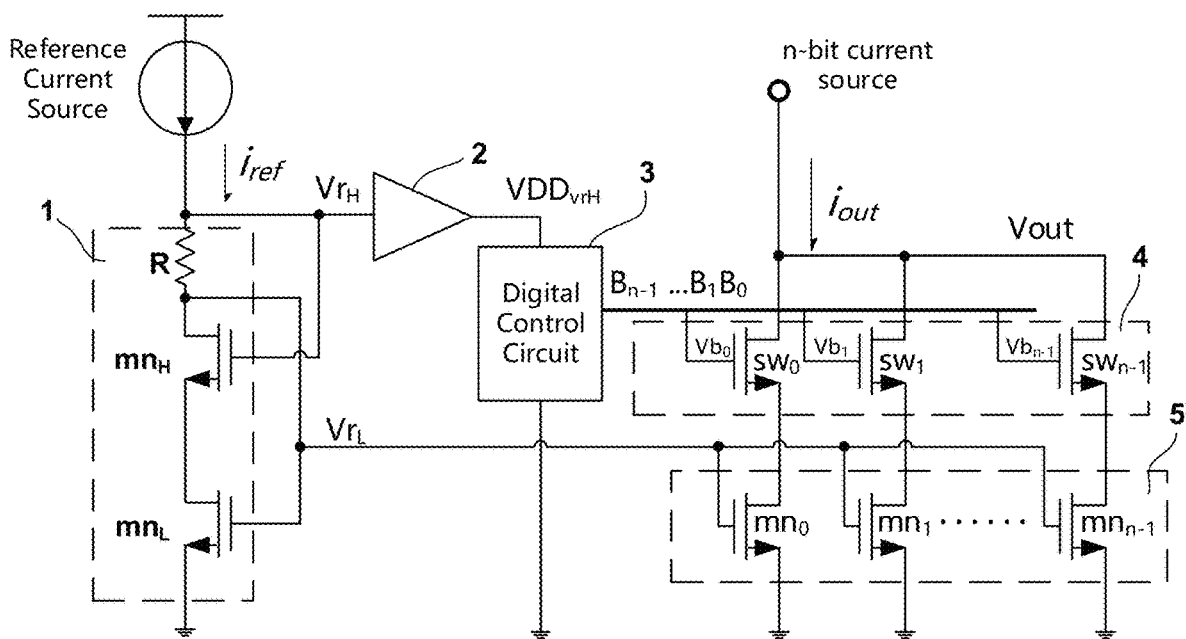 Reference
Current
Source
i_ref
1
Vr_H
2
VDD_vrH
3
n-bit current
source
i_out
Vout
4
R
Digital
Control
Circuit
B_n-1 ...B_1B_0
mn_H
Vb_0
sw_0
Vb_1
sw_1
Vb_n-1
sw_n-1
Vr_L
5
mn_L
mn_0
mn_1 ······
mn_n-1